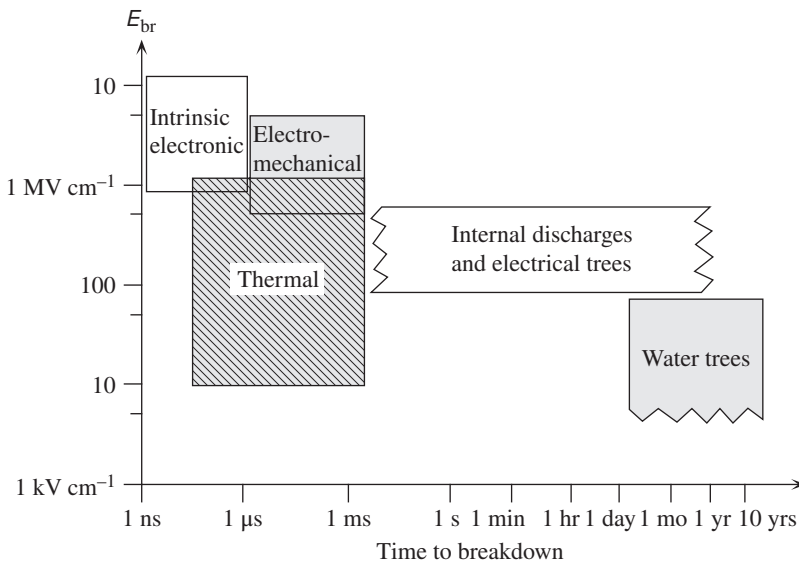 E_br
10
Intrinsic
electronic
Electro-
mechanical
1 MV cm⁻¹
Internal discharges
and electrical trees
Thermal
100
Water trees
10
1 kV cm⁻¹
1 ns 1 μs 1 ms 1 s 1 min 1 hr 1 day 1 mo 1 yr 10 yrs
Time to breakdown